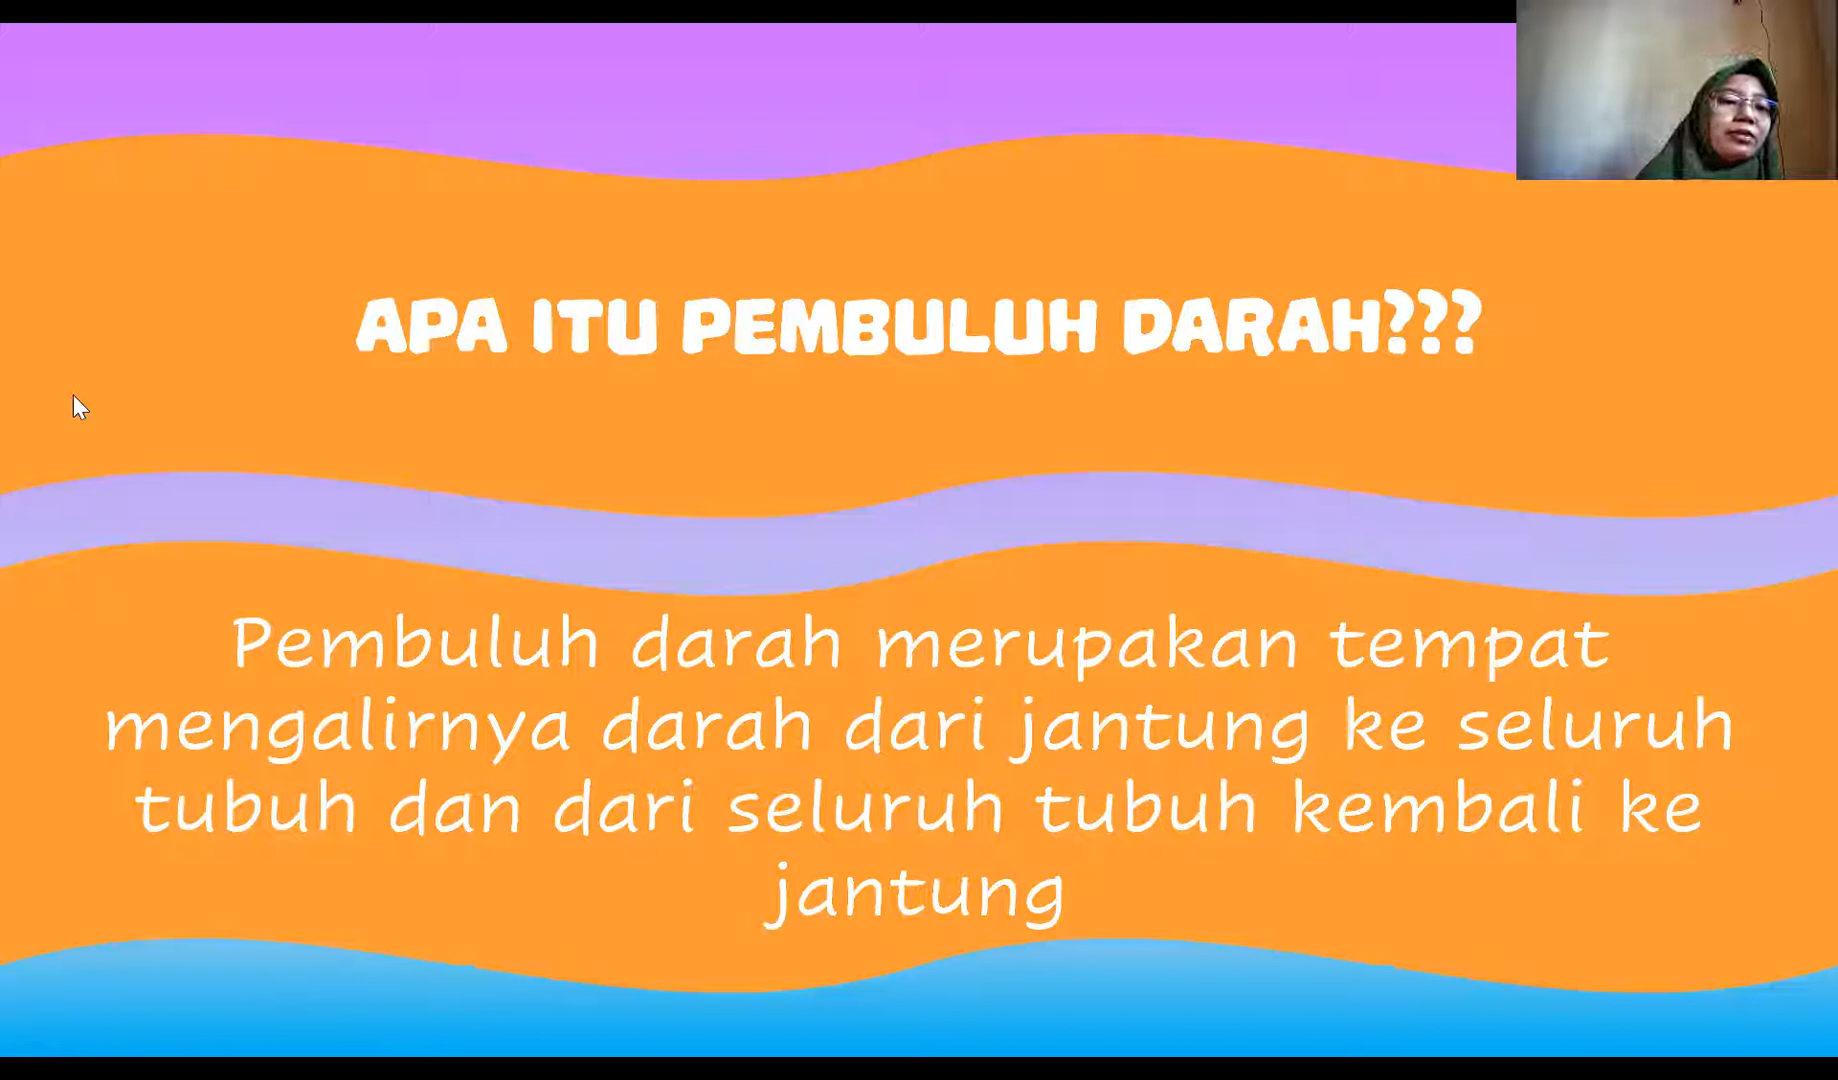 APA ITU PEMBULUH DARAH???
Pembuluh darah merupakan tempat
mengalirnya darah dari jantung ke seluruh
tubuh dan dari seluruh tubuh kembali ke
jantung